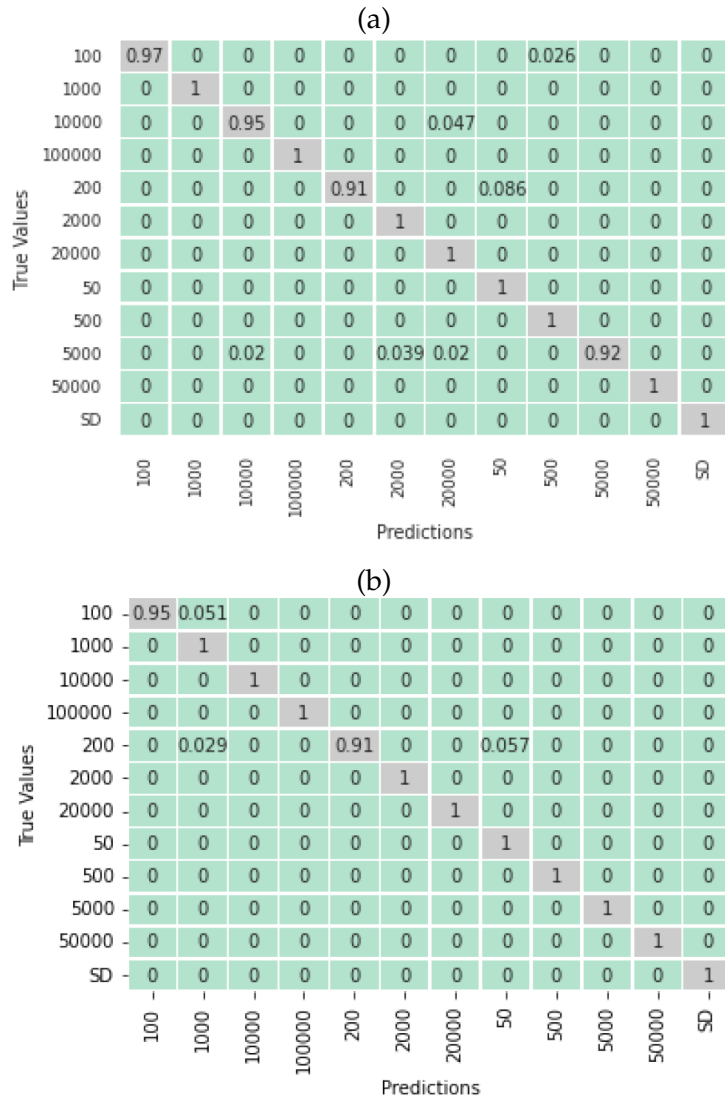 (a)
100 0.97 0 0 0 0 0 0 0 0.026 0 0 0
1000 0 1 0 0 0 0 0 0 0 0 0 0
10000 0 0 0.95 0 0 0 0.047 0 0 0 0 0
100000 0 0 0 1 0 0 0 0 0 0 0 0
200 0 0 0 0 0.91 0 0 0.086 0 0 0 0
2000 0 0 0 0 0 1 0 0 0 0 0 0
20000 0 0 0 0 0 0 1 0 0 0 0 0
50 0 0 0 0 0 0 0 1 0 0 0 0
500 0 0 0 0 0 0 0 0 1 0 0 0
5000 0 0 0.02 0 0 0.039 0.02 0 0 0.92 0 0
50000 0 0 0 0 0 0 0 0 0 0 1 0
SD 0 0 0 0 0 0 0 0 0 0 0 1
True Values
100 1000 10000 100000 200 2000 20000 50 500 5000 50000 SD
Predictions
(b)
100 0.95 0.051 0 0 0 0 0 0 0 0 0 0
1000 0 1 0 0 0 0 0 0 0 0 0 0
10000 0 0 1 0 0 0 0 0 0 0 0 0
100000 0 0 0 1 0 0 0 0 0 0 0 0
200 0 0.029 0 0 0.91 0 0 0.057 0 0 0 0
2000 0 0 0 0 0 1 0 0 0 0 0 0
20000 0 0 0 0 0 0 1 0 0 0 0 0
50 0 0 0 0 0 0 0 1 0 0 0 0
500 0 0 0 0 0 0 0 0 1 0 0 0
5000 0 0 0 0 0 0 0 0 0 1 0 0
50000 0 0 0 0 0 0 0 0 0 0 1 0
SD 0 0 0 0 0 0 0 0 0 0 0 1
True Values
100 1000 10000 100000 200 2000 20000 50 500 5000 50000 SD
Predictions